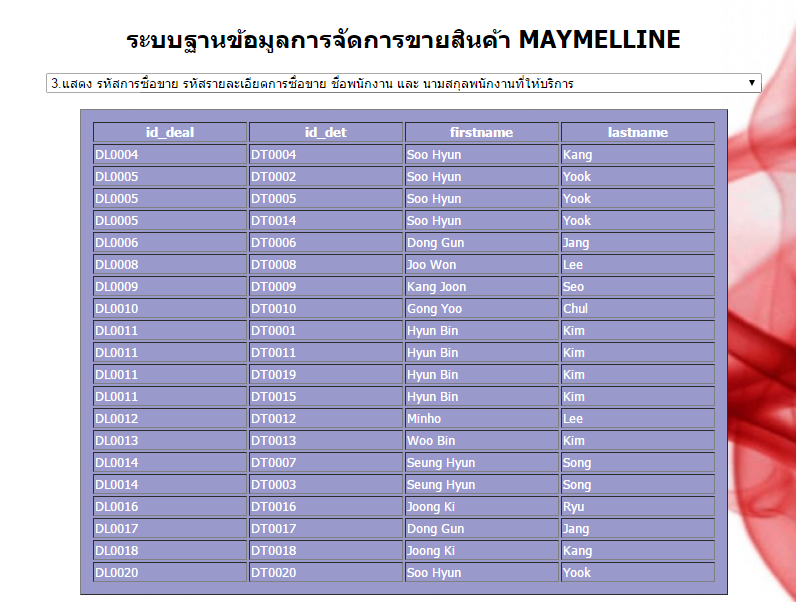 ระบบฐานข้อมูลการจัดการขายสินค้า MAYMELLINE
3.แสดง รหัสการซื้อขาย รหัสรายละเอียดการซื้อขาย ชื่อพนักงาน และ นามสกุลพนักงานที่ให้บริการ
id_deal id_det firstname lastname
DL0004 DT0004 Soo Hyun Kang
DL0005 DT0002 Soo Hyun Yook
DL0005 DT0005 Soo Hyun Yook
DL0005 DT0014 Soo Hyun Yook
DL0006 DT0006 Dong Gun Jang
DL0008 DT0008 Joo Won Lee
DL0009 DT0009 Kang Joon Seo
DL0010 DT0010 Gong Yoo Chul
DL0011 DT0001 Hyun Bin Kim
DL0011 DT0011 Hyun Bin Kim
DL0011 DT0019 Hyun Bin Kim
DL0011 DT0015 Hyun Bin Kim
DL0012 DT0012 Minho Lee
DL0013 DT0013 Woo Bin Kim
DL0014 DT0007 Seung Hyun Song
DL0014 DT0003 Seung Hyun Song
DL0016 DT0016 Joong Ki Ryu
DL0017 DT0017 Dong Gun Jang
DL0018 DT0018 Joong Ki Kang
DL0020 DT0020 Soo Hyun Yook